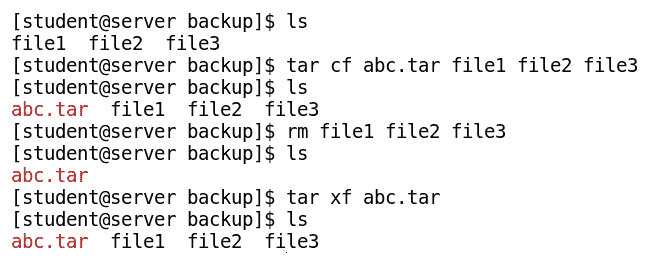 [student@server backup]$ ls
file1  file2  file3
[student@server backup]$ tar cf abc.tar file1 file2 file3
[student@server backup]$ ls
abc.tar  file1  file2  file3
[student@server backup]$ rm file1 file2 file3
[student@server backup]$ ls
abc.tar
[student@server backup]$ tar xf abc.tar
[student@server backup]$ ls
abc.tar  file1  file2  file3